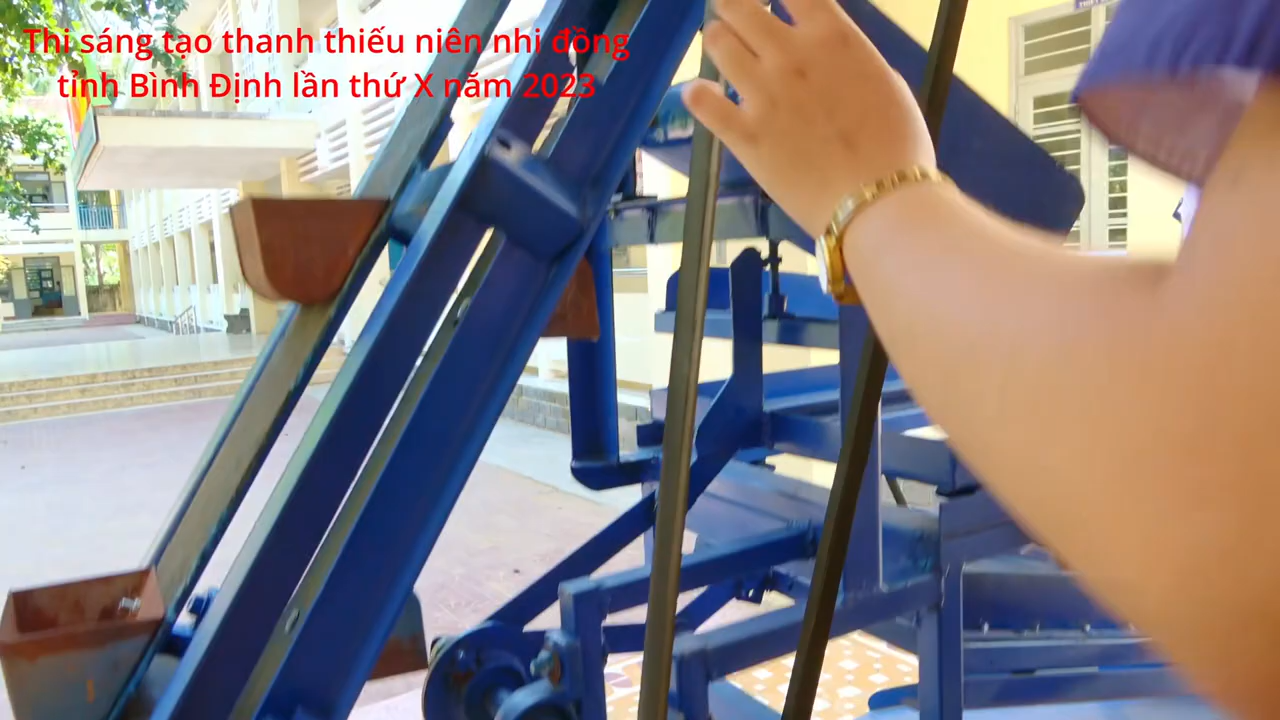 Thi sáng tạo thanh thiếu niên nhi đồng
tỉnh Bình Định lần thứ X năm 2023